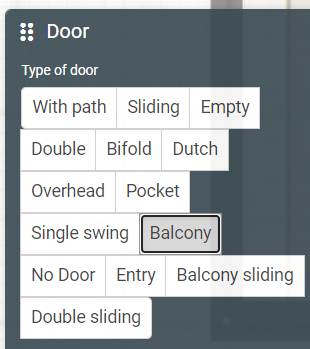 Door
Type of door
With path Sliding Empty
Double Bifold Dutch
Overhead Pocket
Single swing Balcony
No Door Entry Balcony sliding
Double sliding